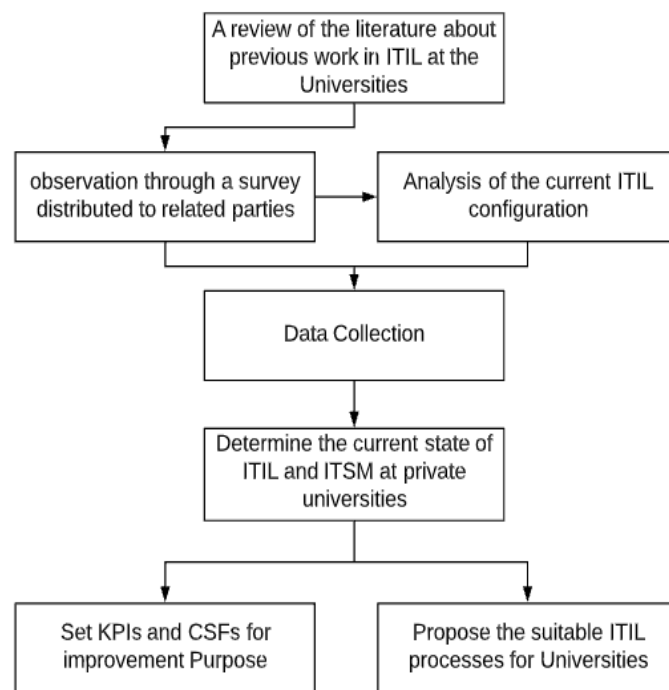 A review of the literature about
previous work in ITIL at the
Universities
observation through a survey
distributed to related parties
Analysis of the current ITIL
configuration
Data Collection
Determine the current state of
ITIL and ITSM at private
universities
Set KPIs and CSFs for
improvement Purpose
Propose the suitable ITIL
processes for Universities